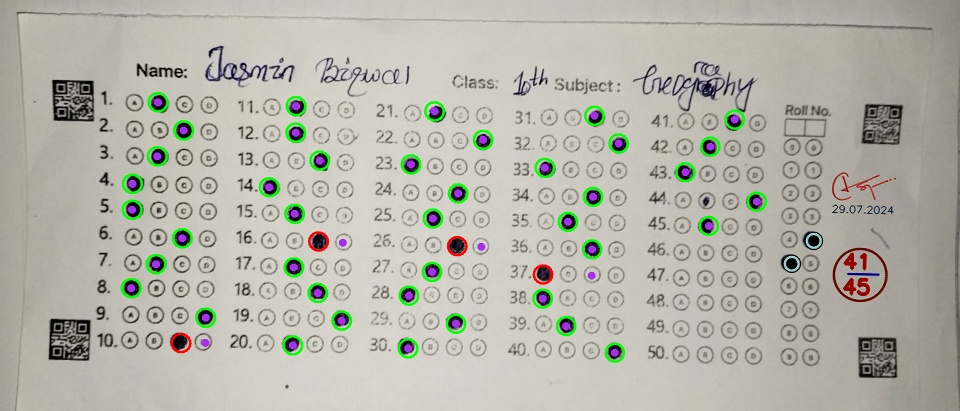 Name: Jasmin Class: 10th Subject: Geography
Roll No.
1. A C D
2. A B D
3. A C D
4. B C D
5. B C D
6. A B D
7. A C D
8. B C D
9. A B C
10. A B
11. A C D
12. A C D
13. A B D
14. B C D
15. A C D
16. A B
17. A C D
18. A B D
19. A B C
20. A C D
21. A C D
22. A B C
23. B C D
24. A B D
25. A C D
26. A B
27. A C D
28. B C D
29. A B D
30. B C D
31. A B D
32. A B C
33. B C D
34. A B D
35. A C D
36. A B D
37. C D
38. B C D
39. A C D
40. A B C
41. A B D
42. A C D
43. B C D
44. A C
45. A C D
46. A B C D
47. A B C D
48. A B C D
49. A B C D
50. A B C D
0 0
1 1
2 2
3 3
4
5
6 6
7 7
8 8
9 9
29.07.2024
41
45